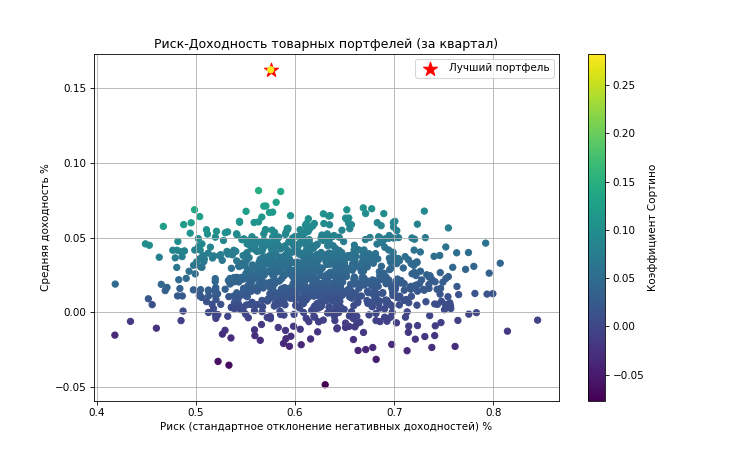 Риск-Доходность товарных портфелей (за квартал)
Лучший портфель
0.15
0.10
0.05
0.00
−0.05
Средняя доходность %
0.4 0.5 0.6 0.7 0.8
Риск (стандартное отклонение негативных доходностей) %
0.25
0.20
0.15
0.10
0.05
0.00
−0.05
Коэффициент Сортино